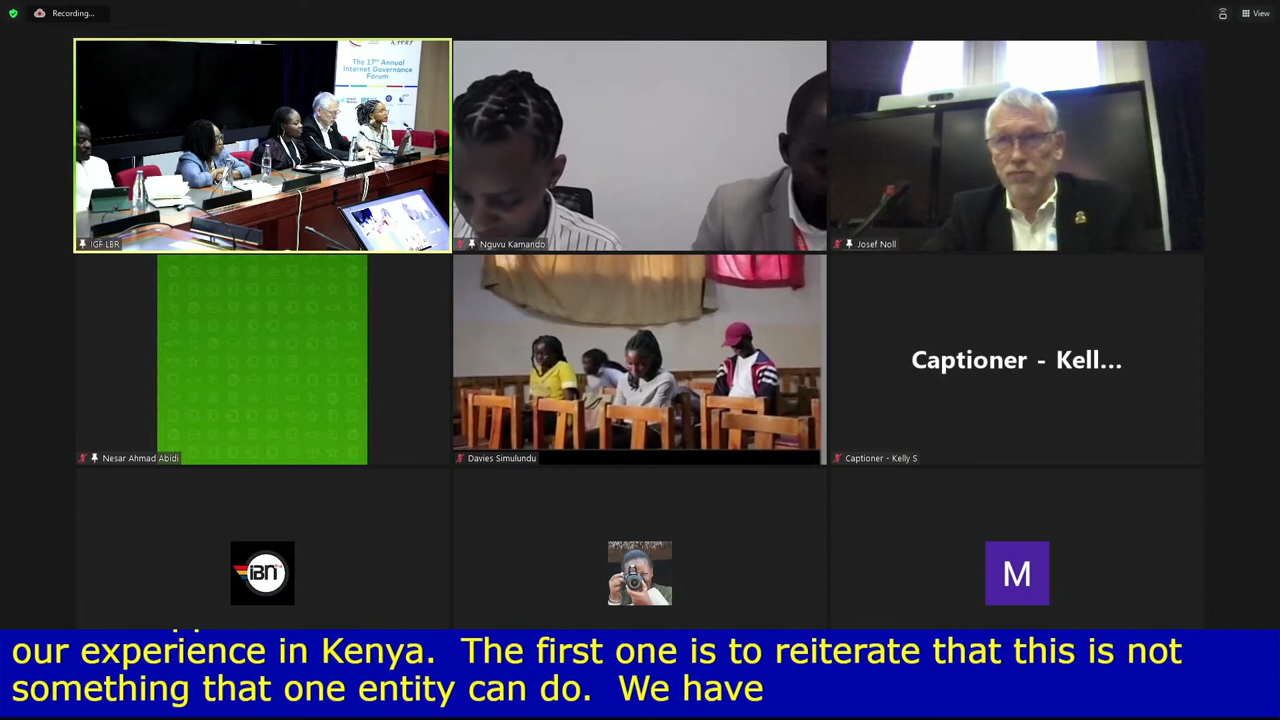 Recording...
View
The 17th Annual
Internet Governance
Forum
IGF LBR
Nguvu Kamando
Josef Noll
Nesar Ahmad Abidi
Davies Simulundu
Captioner - Kell...
Captioner - Kelly S
iBN
M
our experience in Kenya. The first one is to reiterate that this is not
something that one entity can do. We have